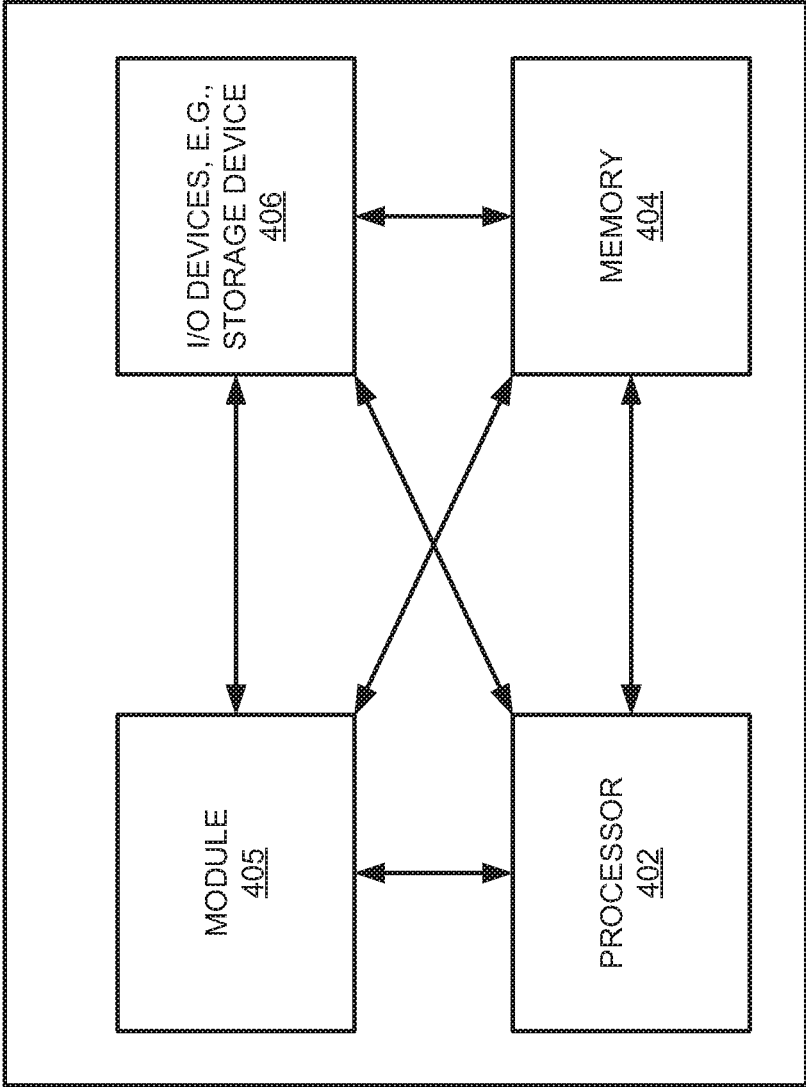 MODULE
405
I/O DEVICES, E.G.,
STORAGE DEVICE
406
PROCESSOR
402
MEMORY
404